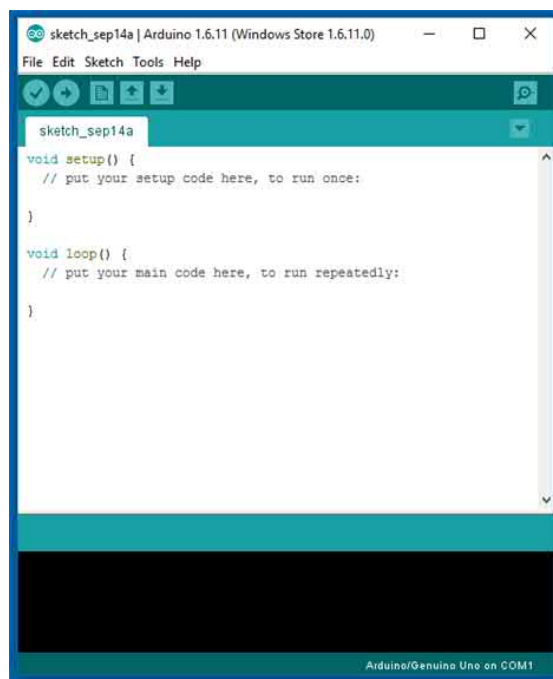 sketch_sep14a | Arduino 1.6.11 (Windows Store 1.6.11.0)
File Edit Sketch Tools Help
sketch_sep14a
void setup() {
  // put your setup code here, to run once:
}
void loop() {
  // put your main code here, to run repeatedly:
}
Arduino/Genuino Uno on COM1